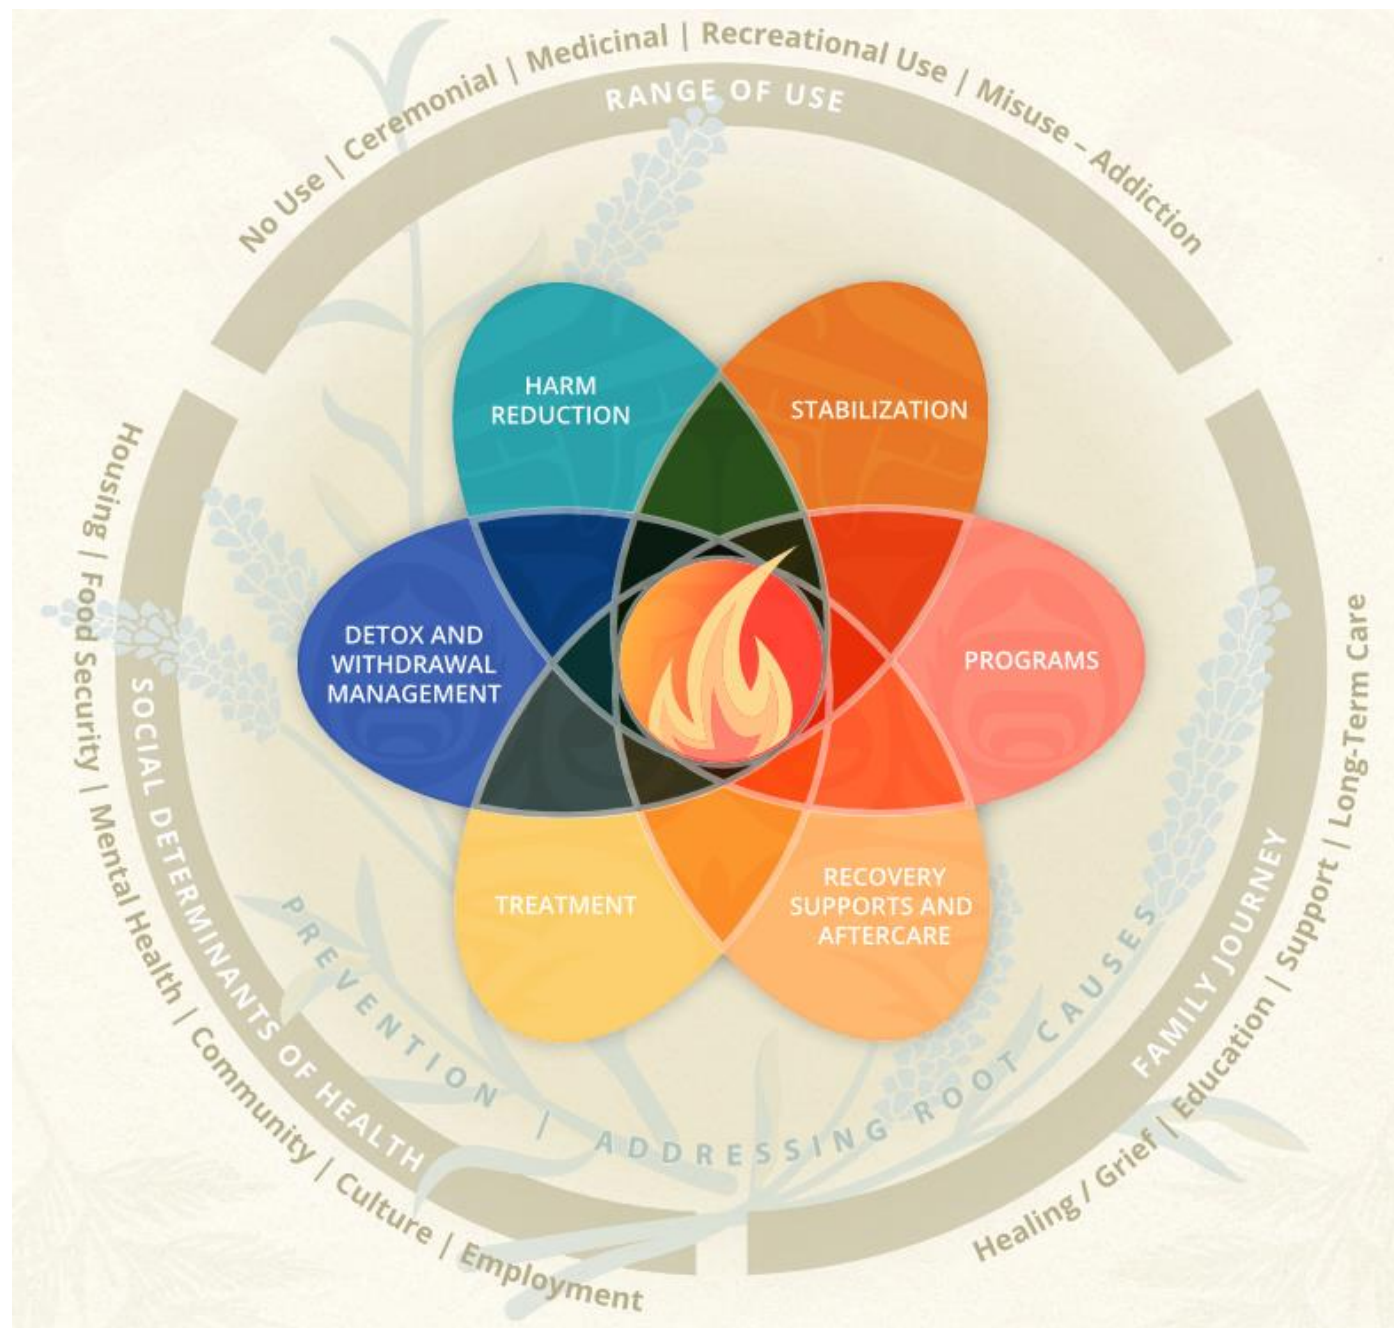 No Use | Ceremonial | Medicinal | Recreational Use | Misuse – Addiction
RANGE OF USE
HARM
REDUCTION
STABILIZATION
DETOX AND
WITHDRAWAL
MANAGEMENT
PROGRAMS
TREATMENT
RECOVERY
SUPPORTS AND
AFTERCARE
PREVENTION | ADDRESSING ROOT CAUSES
SOCIAL DETERMINANTS OF HEALTH
Housing | Food Security | Mental Health | Community | Culture | Employment
FAMILY JOURNEY
Healing / Grief | Education | Support | Long-Term Care